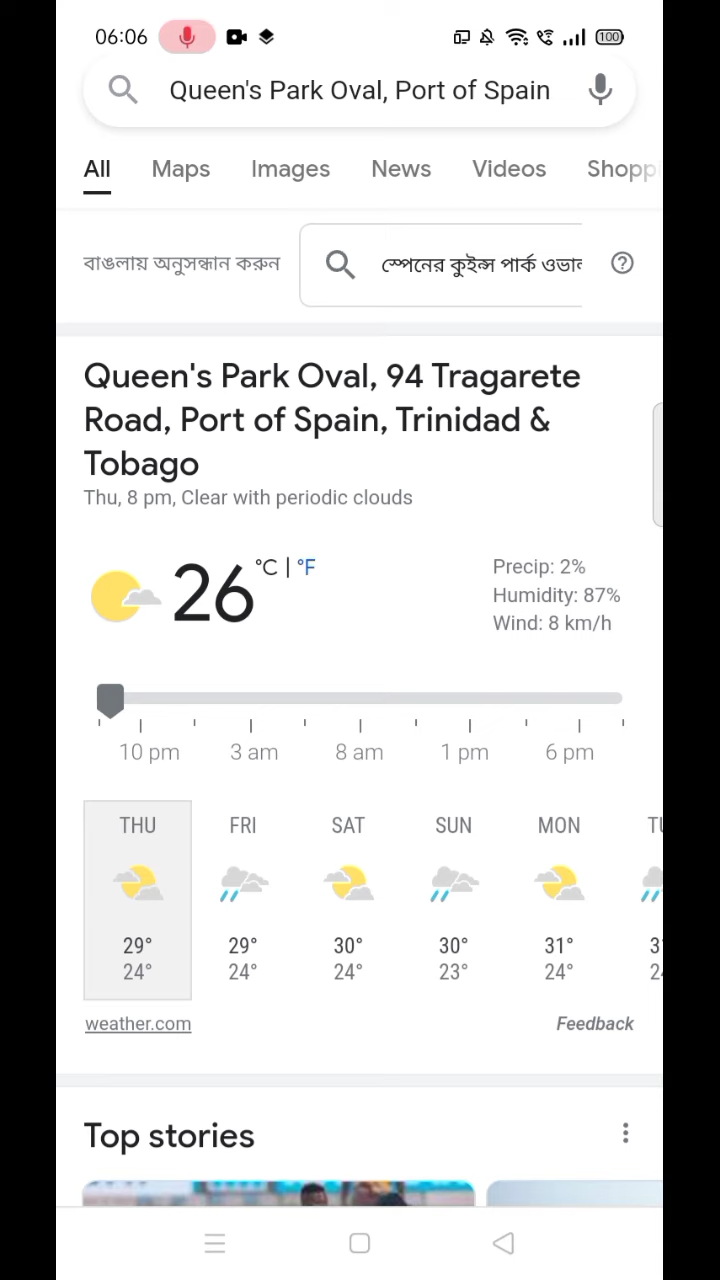 06:06
100
Queen's Park Oval, Port of Spain
All Maps Images News Videos
বাঙলায় অনুসন্ধান করুন
স্পেনের কুইন্স পার্ক
Queen's Park Oval, 94 Tragarete
Road, Port of Spain, Trinidad &
Tobago
Thu, 8 pm, Clear with periodic clouds
26 °C | °F
Precip: 2%
Humidity: 87%
Wind: 8 km/h
10 pm 3 am 8 am 1 pm 6 pm
THU FRI SAT SUN MON
29° 29° 30° 30° 31°
24° 24° 24° 23° 24°
weather.com Feedback
Top stories